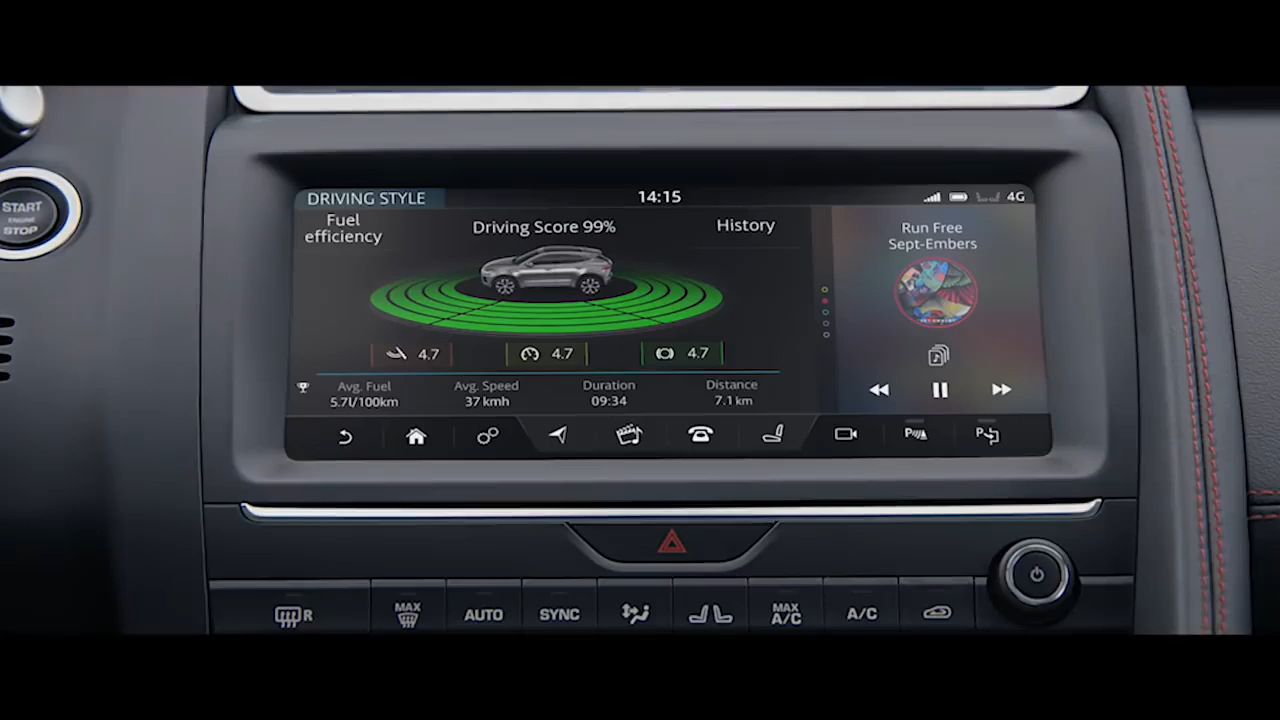 START
ENGINE
STOP
DRIVING STYLE
14:15
4G
Fuel
efficiency
Driving Score 99%
History
Run Free
Sept-Embers
4.7
4.7
4.7
Avg. Fuel
5.7l/100km
Avg. Speed
37 kmh
Duration
09:34
Distance
7.1 km
P
P
R
MAX
AUTO
SYNC
MAX
A/C
A/C